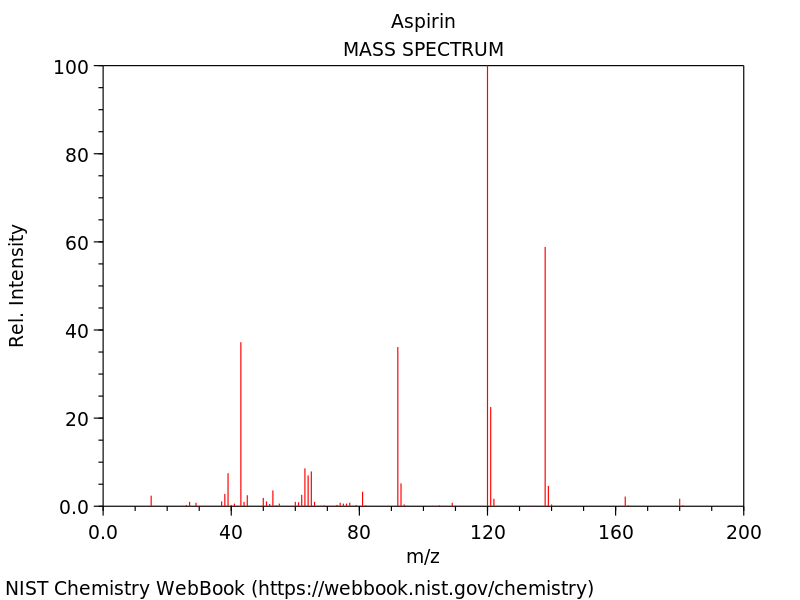 Aspirin
MASS SPECTRUM
100
80
60
40
20
0.0
Rel. Intensity
0.0 40 80 120 160 200
m/z
NIST Chemistry WebBook (https://webbook.nist.gov/chemistry)